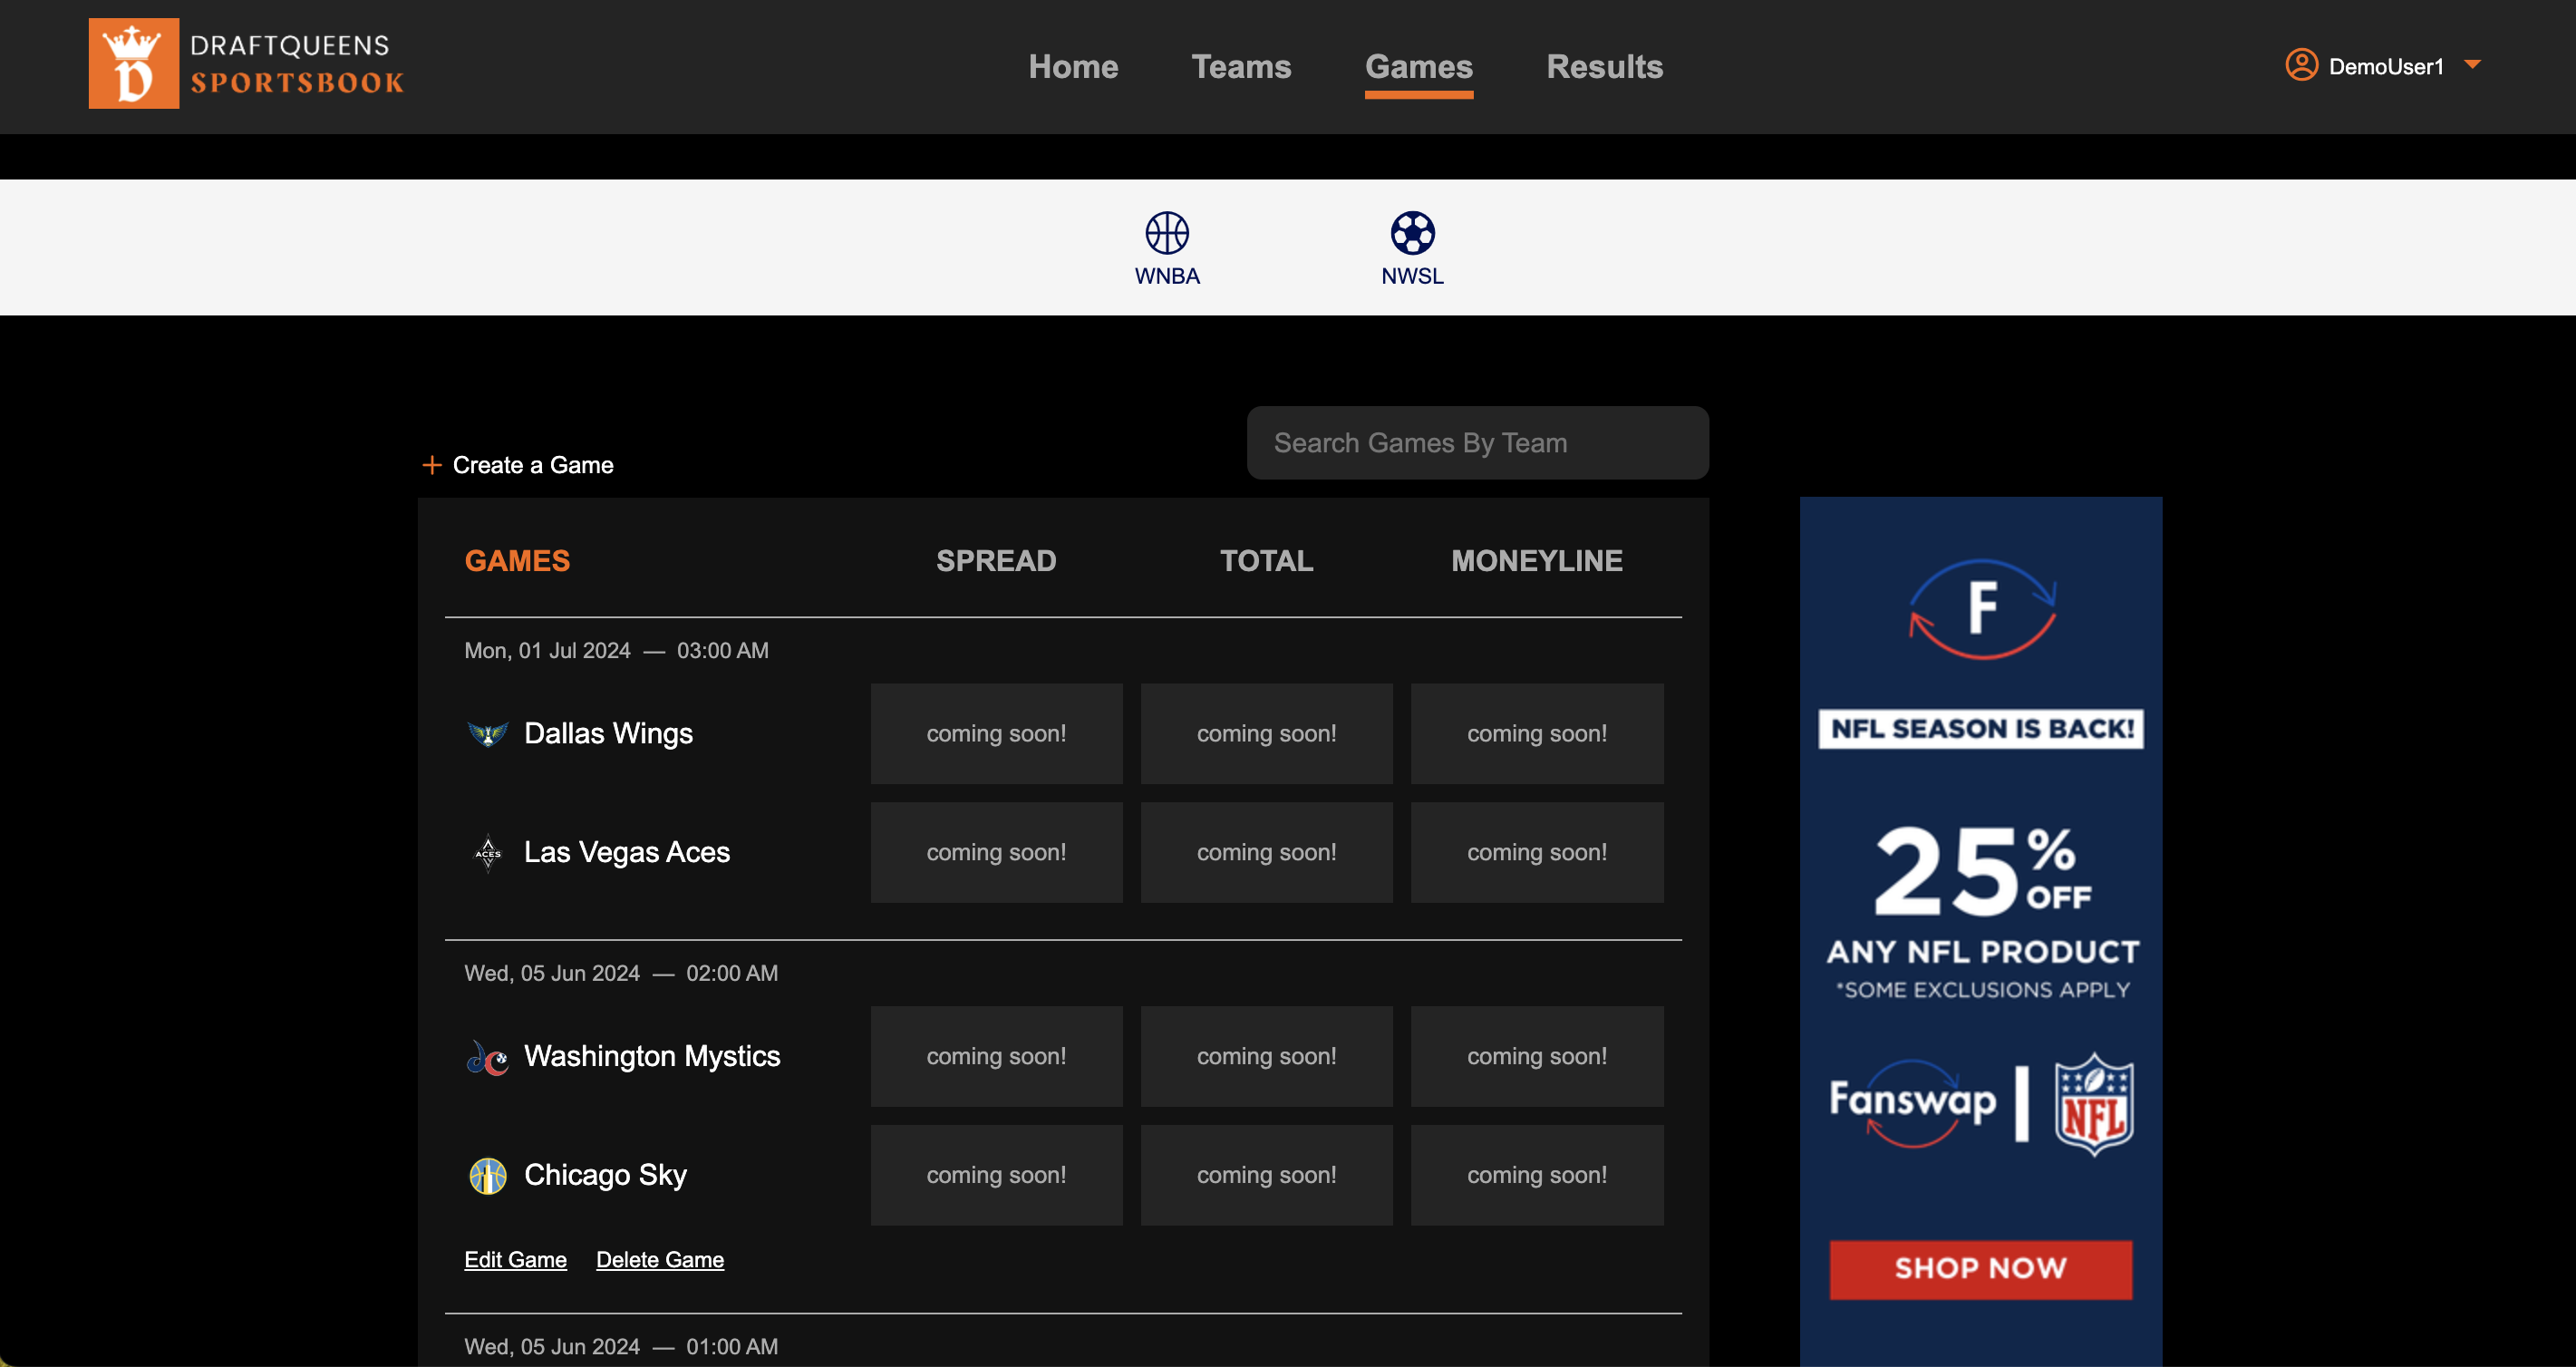 DRAFTQUEENS
SPORTSBOOK
Home Teams Games Results
DemoUser1
WNBA NWSL
Search Games By Team
+ Create a Game
GAMES SPREAD TOTAL MONEYLINE
Mon, 01 Jul 2024 — 03:00 AM
Dallas Wings coming soon! coming soon! coming soon!
ACES
Las Vegas Aces coming soon! coming soon! coming soon!
Wed, 05 Jun 2024 — 02:00 AM
Washington Mystics coming soon! coming soon! coming soon!
Chicago Sky coming soon! coming soon! coming soon!
Edit Game Delete Game
Wed, 05 Jun 2024 — 01:00 AM
F
NFL SEASON IS BACK!
25% OFF
ANY NFL PRODUCT
*SOME EXCLUSIONS APPLY
Fanswap | NFL
SHOP NOW